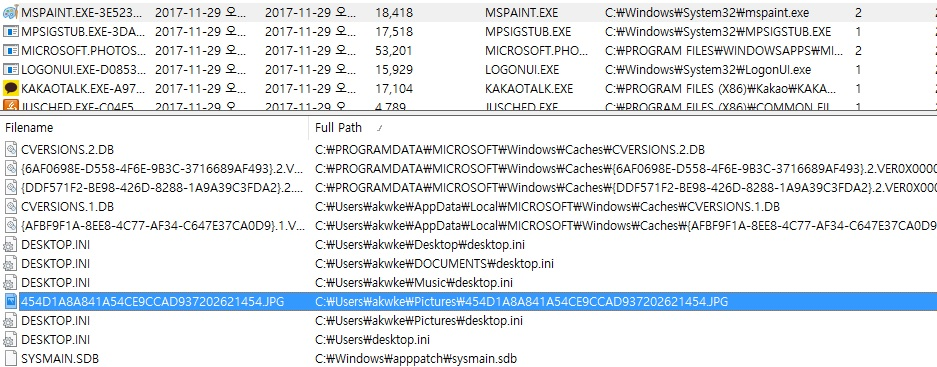 MSPAINT.EXE-3E523... 2017-11-29 오... 2017-11-29 오... 18,418 MSPAINT.EXE C:₩Windows₩System32₩mspaint.exe 2
MPSIGSTUB.EXE-3DA... 2017-11-29 오... 2017-11-29 오... 17,518 MPSIGSTUB.EXE C:₩Windows₩System32₩MPSIGSTUB.EXE 1
MICROSOFT.PHOTOS... 2017-11-29 오... 2017-11-29 오... 53,201 MICROSOFT.PHO... C:₩PROGRAM FILES₩WINDOWSAPPS₩MI... 2
LOGONUI.EXE-D0853... 2017-11-29 오... 2017-11-29 오... 15,929 LOGONUI.EXE C:₩Windows₩System32₩LogonUI.exe 1
KAKAOTALK.EXE-A97... 2017-11-29 오... 2017-11-29 오... 17,104 KAKAOTALK.EXE C:₩PROGRAM FILES (X86)₩Kakao₩KAKA... 1
JUSCHED.EXE-C04F5... 2017-11-29 오... 2017-11-29 오... 4,789 JUSCHED.EXE C:₩PROGRAM FILES (X86)₩COMMON FIL... 1
Filename Full Path
CVERSIONS.2.DB C:₩PROGRAMDATA₩MICROSOFT₩Windows₩Caches₩CVERSIONS.2.DB
{6AF0698E-D558-4F6E-9B3C-3716689AF493}.2.V... C:₩PROGRAMDATA₩MICROSOFT₩Windows₩Caches₩{6AF0698E-D558-4F6E-9B3C-3716689AF493}.2.VER0X0000
{DDF571F2-BE98-426D-8288-1A9A39C3FDA2}.2.... C:₩PROGRAMDATA₩MICROSOFT₩Windows₩Caches₩{DDF571F2-BE98-426D-8288-1A9A39C3FDA2}.2.VER0X000
CVERSIONS.1.DB C:₩Users₩akwke₩AppData₩Local₩MICROSOFT₩Windows₩Caches₩CVERSIONS.1.DB
{AFBF9F1A-8EE8-4C77-AF34-C647E37CA0D9}.1.V... C:₩Users₩akwke₩AppData₩Local₩MICROSOFT₩Windows₩Caches₩{AFBF9F1A-8EE8-4C77-AF34-C647E37CA0D
DESKTOP.INI C:₩Users₩akwke₩Desktop₩desktop.ini
DESKTOP.INI C:₩Users₩akwke₩DOCUMENTS₩desktop.ini
DESKTOP.INI C:₩Users₩akwke₩Music₩desktop.ini
454D1A8A841A54CE9CCAD937202621454.JPG C:₩Users₩akwke₩Pictures₩454D1A8A841A54CE9CCAD937202621454.JPG
DESKTOP.INI C:₩Users₩akwke₩Pictures₩desktop.ini
DESKTOP.INI C:₩Users₩desktop.ini
SYSMAIN.SDB C:₩Windows₩apppatch₩sysmain.sdb